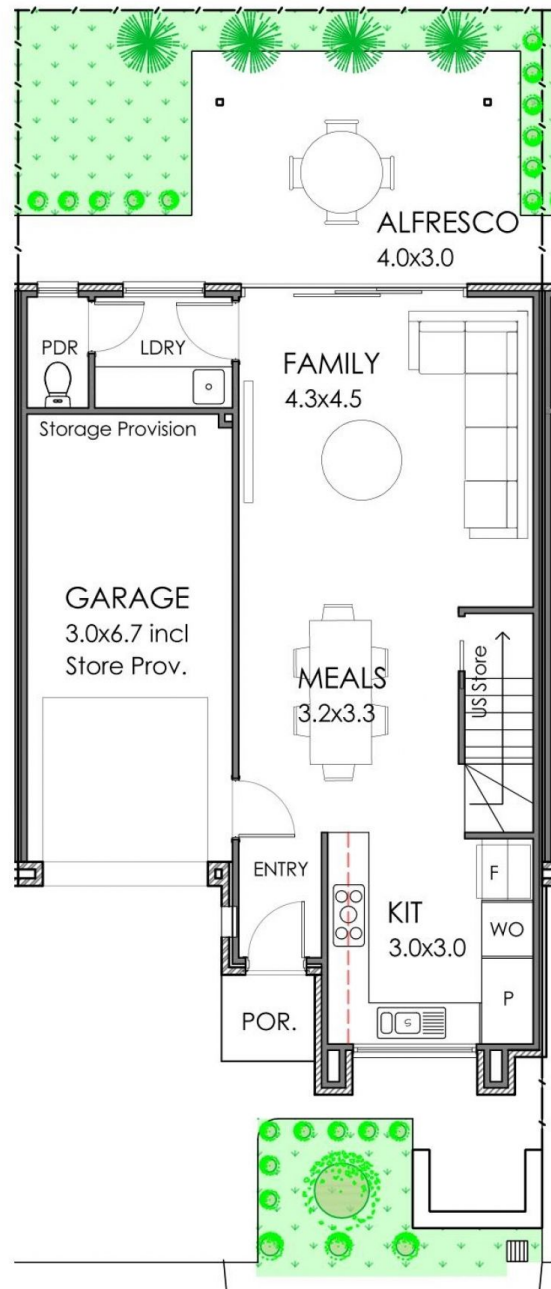 ALFRESCO
4.0x3.0
PDR
LDRY
FAMILY
4.3x4.5
Storage Provision
GARAGE
3.0x6.7 incl
Store Prov.
MEALS
3.2x3.3
US Store
ENTRY
F
KIT
3.0x3.0
WO
P
POR.
S